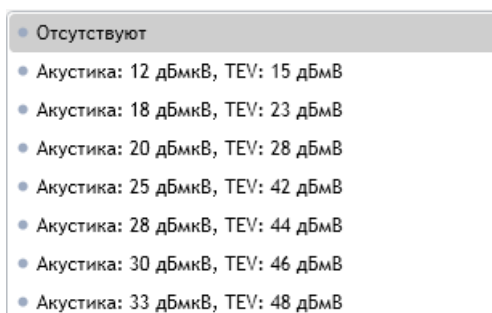 Отсутствуют
Акустика: 12 дБмкВ, TEV: 15 дБмВ
Акустика: 18 дБмкВ, TEV: 23 дБмВ
Акустика: 20 дБмкВ, TEV: 28 дБмВ
Акустика: 25 дБмкВ, TEV: 42 дБмВ
Акустика: 28 дБмкВ, TEV: 44 дБмВ
Акустика: 30 дБмкВ, TEV: 46 дБмВ
Акустика: 33 дБмкВ, TEV: 48 дБмВ